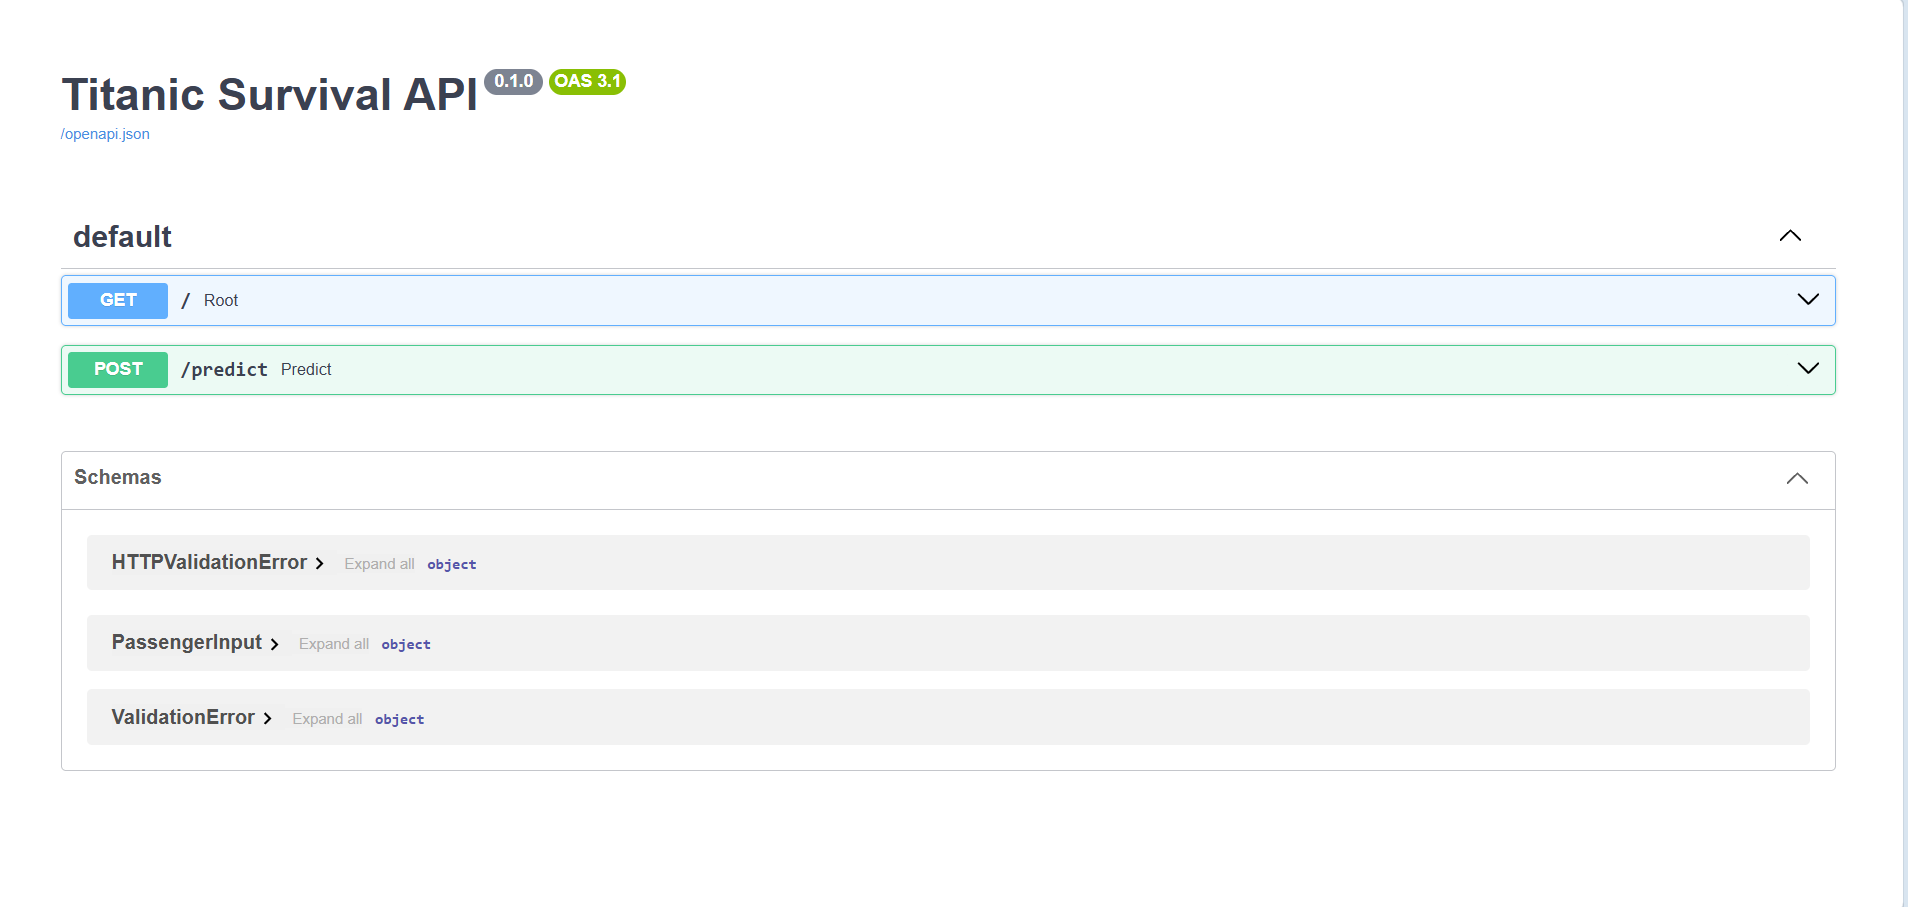 Titanic Survival API 0.1.0 OAS 3.1
/openapi.json
default
GET / Root
POST /predict Predict
Schemas
HTTPValidationError Expand all object
PassengerInput Expand all object
ValidationError Expand all object